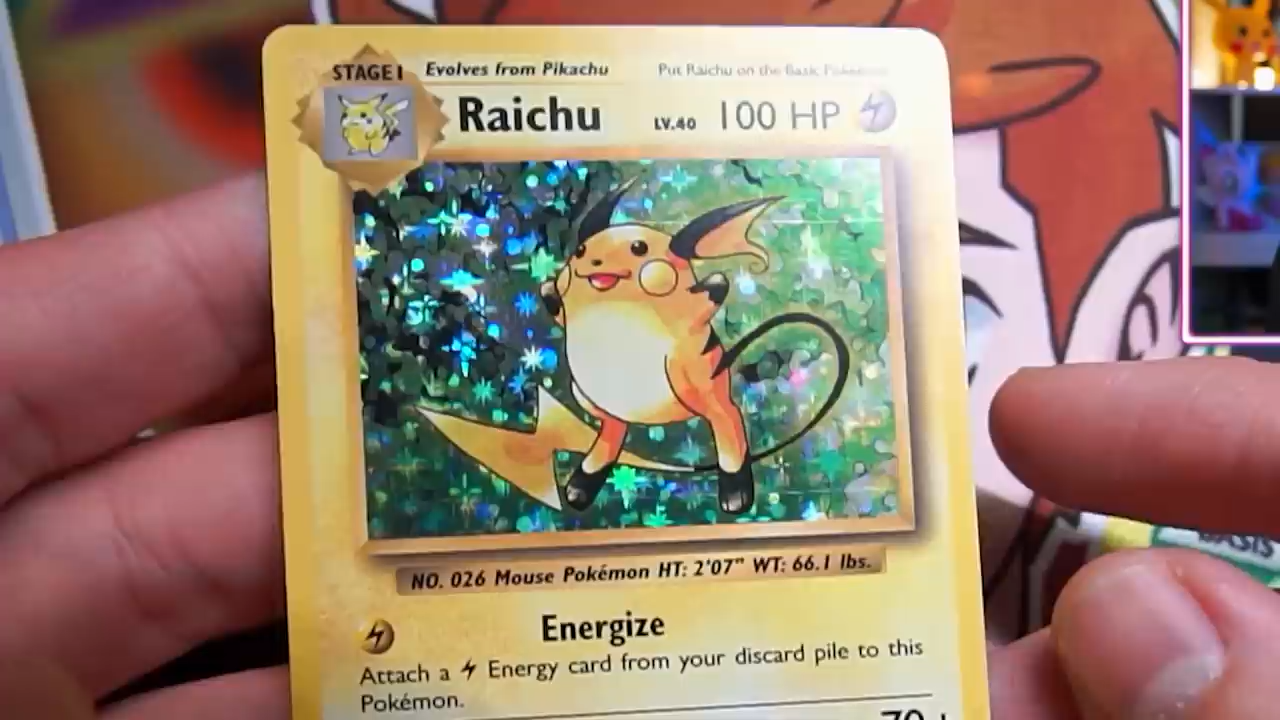 STAGE 1 Evolves from Pikachu Put Raichu on the Basic Pokémon
Raichu LV.40 100 HP
NO. 026 Mouse Pokémon HT: 2'07" WT: 66.1 lbs.
Energize
Attach a Energy card from your discard pile to this
Pokémon.
BASIS